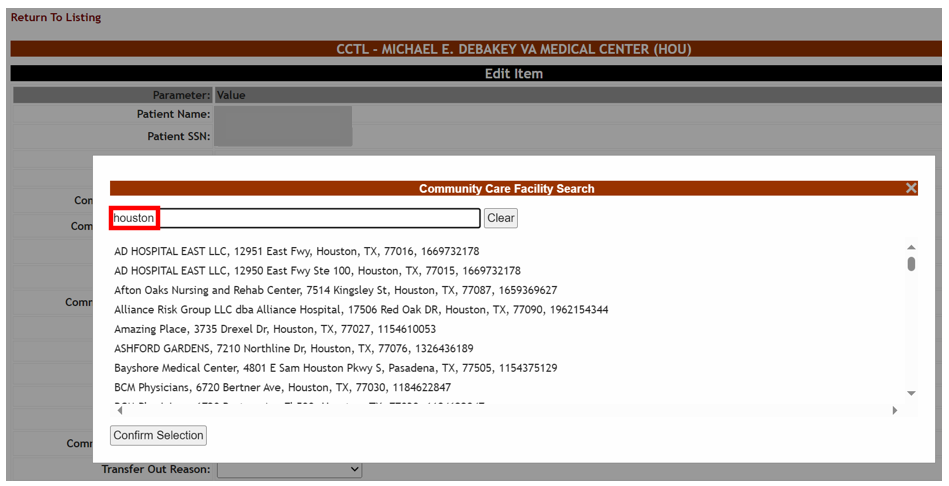 Return To Listing
CCTL - MICHAEL E. DEBAKEY VA MEDICAL CENTER (HOU)
Edit Item
Parameter: Value
Patient Name:
Patient SSN:
Community Care Facility Search
houston Clear
AD HOSPITAL EAST LLC, 12951 East Fwy, Houston, TX, 77016, 1669732178
AD HOSPITAL EAST LLC, 12950 East Fwy Ste 100, Houston, TX, 77015, 1669732178
Con
Com
Afton Oaks Nursing and Rehab Center, 7514 Kingsley St, Houston, TX, 77087, 1659369627
Comm
Alliance Risk Group LLC dba Alliance Hospital, 17506 Red Oak DR, Houston, TX, 77090, 1962154344
Amazing Place, 3735 Drexel Dr, Houston, TX, 77027, 1154610053
ASHFORD GARDENS, 7210 Northline Dr, Houston, TX, 77076, 1326436189
Bayshore Medical Center, 4801 E Sam Houston Pkwy S, Pasadena, TX, 77505, 1154375129
BCM Physicians, 6720 Bertner Ave, Houston, TX, 77030, 1184622847
Confirm Selection
Comm
Transfer Out Reason: